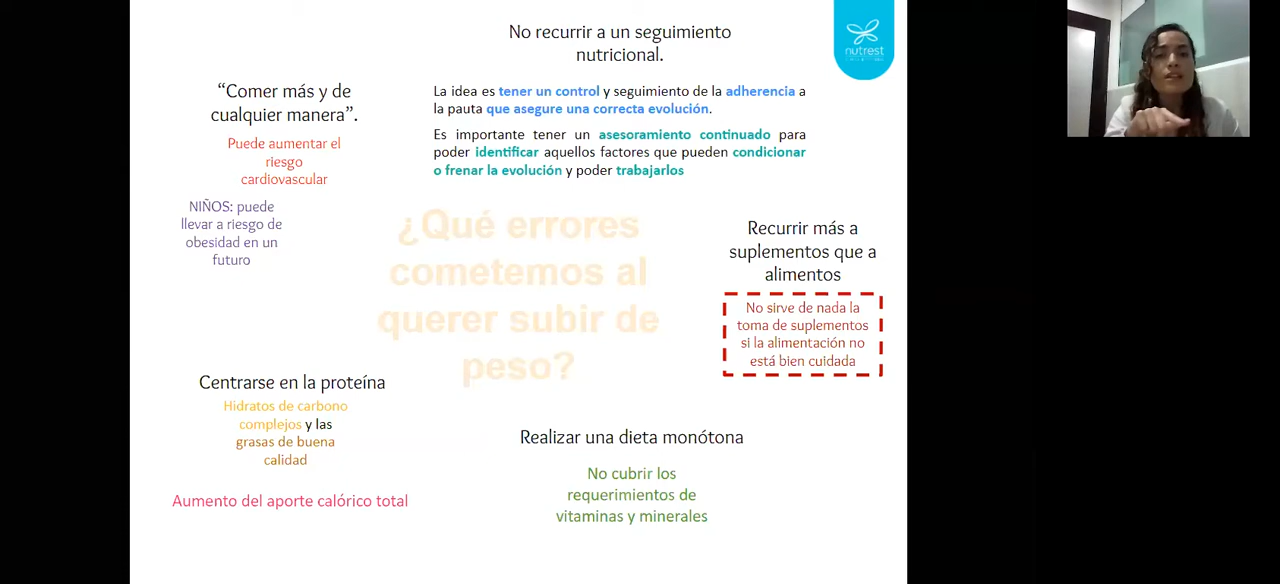 No recurrir a un seguimiento
nutricional.
nutrest
La idea es tener un control y seguimiento de la adherencia a
la pauta que asegure una correcta evolución.
Es importante tener un asesoramiento continuado para
poder identificar aquellos factores que pueden condicionar
o frenar la evolución y poder trabajarlos
“Comer más y de
cualquier manera”.
Puede aumentar el
riesgo
cardiovascular
NIÑOS: puede
llevar a riesgo de
obesidad en un
futuro
¿Qué errores
cometemos al
querer subir de
peso?
Recurrir más a
suplementos que a
alimentos
No sirve de nada la
toma de suplementos
si la alimentación no
está bien cuidada
Centrarse en la proteína
Hidratos de carbono
complejos y las
grasas de buena
calidad
Aumento del aporte calórico total
Realizar una dieta monótona
No cubrir los
requerimientos de
vitaminas y minerales